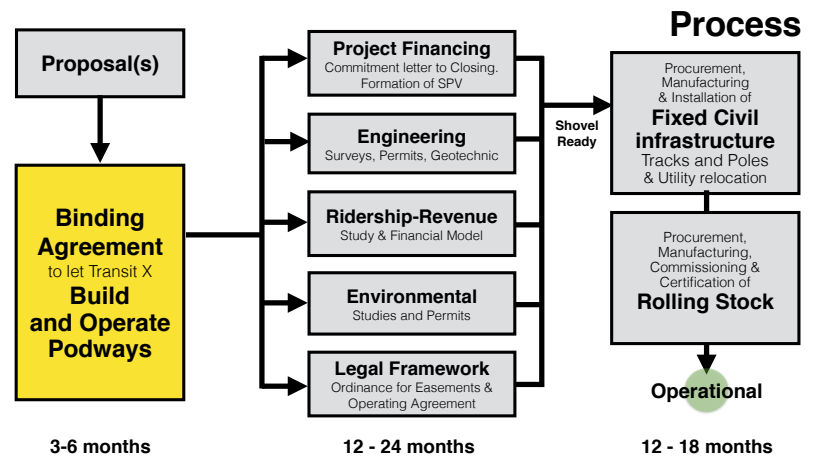 Process
Proposal(s)
Binding
Agreement
to let Transit X
Build
and Operate
Podways
3-6 months
Project Financing
Commitment letter to Closing.
Formation of SPV
Engineering
Surveys, Permits, Geotechnic
Ridership-Revenue
Study & Financial Model
Environmental
Studies and Permits
Legal Framework
Ordinance for Easements &
Operating Agreement
12 - 24 months
Shovel
Ready
Procurement,
Manufacturing
& Installation of
Fixed Civil
infrastructure
Tracks and Poles
& Utility relocation
Procurement,
Manufacturing,
Commissioning &
Certification of
Rolling Stock
Operational
12 - 18 months